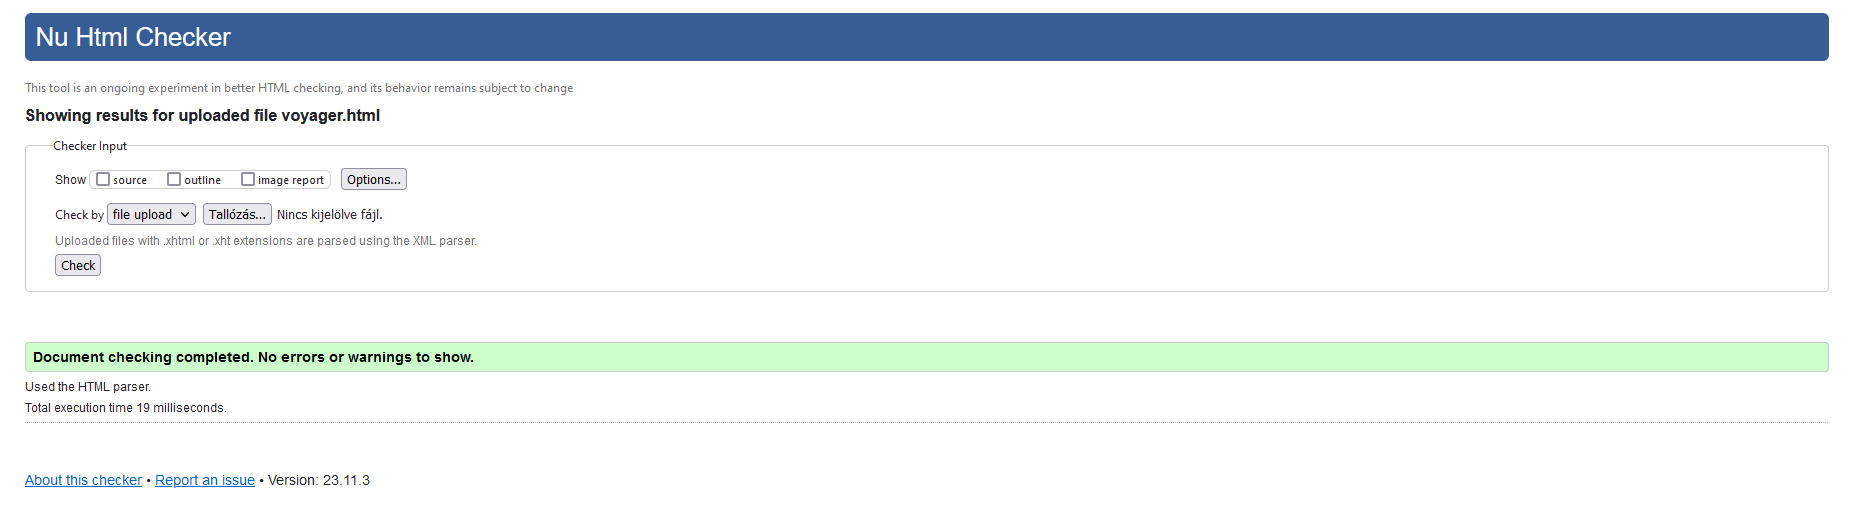 Nu Html Checker
This tool is an ongoing experiment in better HTML checking, and its behavior remains subject to change
Showing results for uploaded file voyager.html
Checker Input
Show source outline image report Options...
Check by file upload Tallózás... Nincs kijelölve fájl.
Uploaded files with .xhtml or .xht extensions are parsed using the XML parser.
Check
Document checking completed. No errors or warnings to show.
Used the HTML parser.
Total execution time 19 milliseconds.
About this checker • Report an issue • Version: 23.11.3